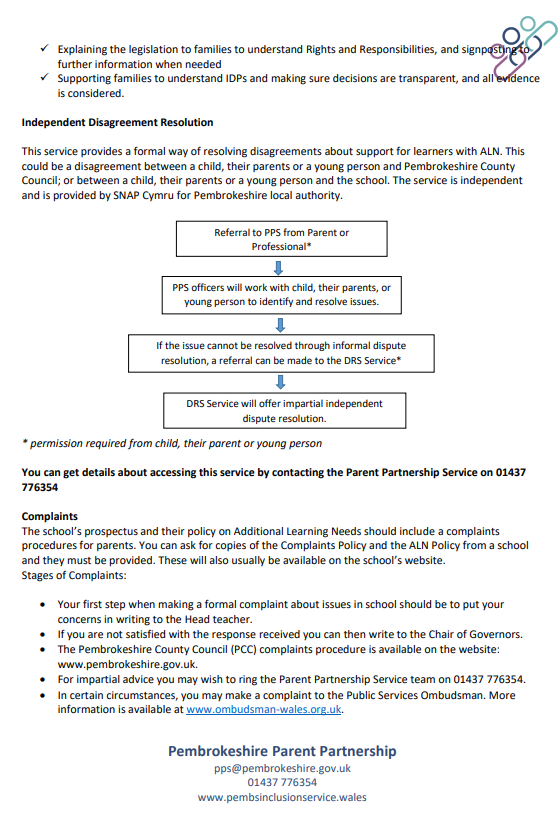 ✓ Explaining the legislation to families to understand Rights and Responsibilities, and signposting to
further information when needed
✓ Supporting families to understand IDPs and making sure decisions are transparent, and all evidence
is considered.
Independent Disagreement Resolution
This service provides a formal way of resolving disagreements about support for learners with ALN. This
could be a disagreement between a child, their parents or a young person and Pembrokeshire County
Council; or between a child, their parents or a young person and the school. The service is independent
and is provided by SNAP Cymru for Pembrokeshire local authority.
Referral to PPS from Parent or
Professional*
PPS officers will work with child, their parents, or
young person to identify and resolve issues.
If the issue cannot be resolved through informal dispute
resolution, a referral can be made to the DRS Service*
DRS Service will offer impartial independent
dispute resolution.
* permission required from child, their parent or young person
You can get details about accessing this service by contacting the Parent Partnership Service on 01437
776354
Complaints
The school's prospectus and their policy on Additional Learning Needs should include a complaints
procedures for parents. You can ask for copies of the Complaints Policy and the ALN Policy from a school
and they must be provided. These will also usually be available on the school's website.
Stages of Complaints:
• Your first step when making a formal complaint about issues in school should be to put your
concerns in writing to the Head teacher.
• If you are not satisfied with the response received you can then write to the Chair of Governors.
• The Pembrokeshire County Council (PCC) complaints procedure is available on the website:
www.pembrokeshire.gov.uk.
• For impartial advice you may wish to ring the Parent Partnership Service team on 01437 776354.
• In certain circumstances, you may make a complaint to the Public Services Ombudsman. More
information is available at www.ombudsman-wales.org.uk.
Pembrokeshire Parent Partnership
pps@pembrokeshire.gov.uk
01437 776354
www.pembsinclusionservice.wales